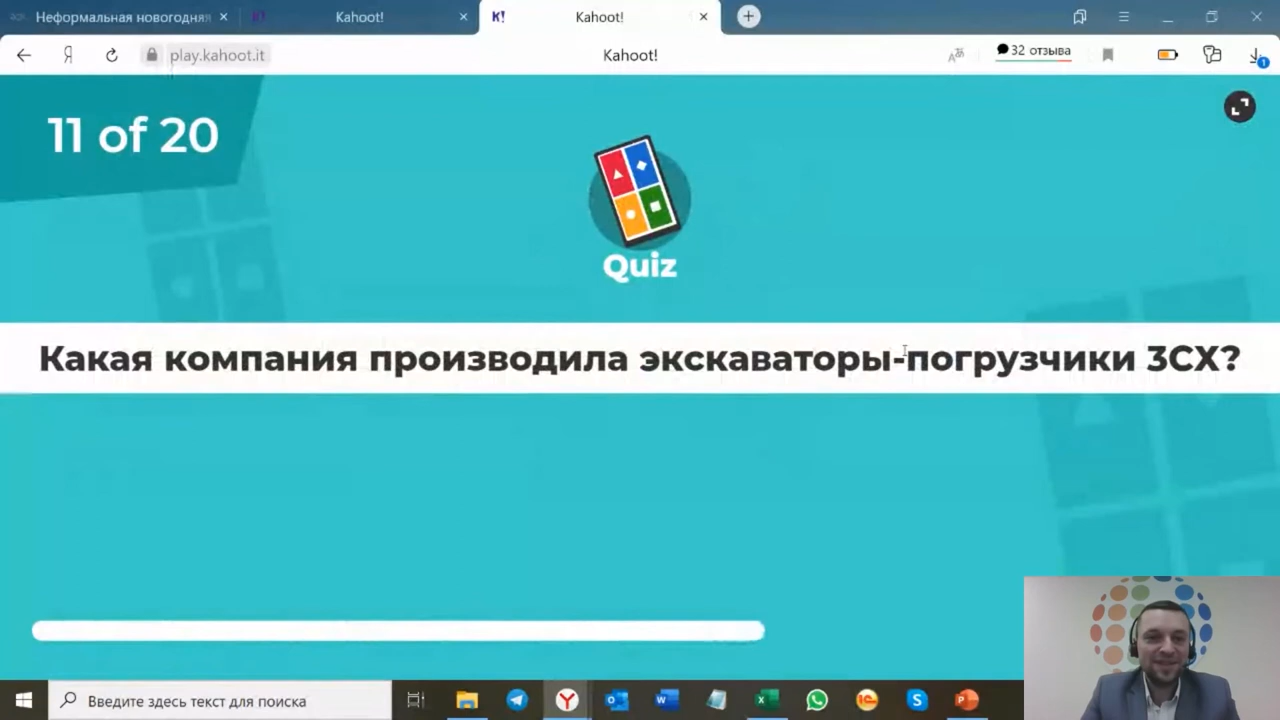 Неформальная новогодняя
Kahoot!
K! Kahoot!
play.kahoot.it
Kahoot!
32 отзыва
1
11 of 20
Quiz
Какая компания производила экскаваторы-погрузчики 3CX?
Введите здесь текст для поиска